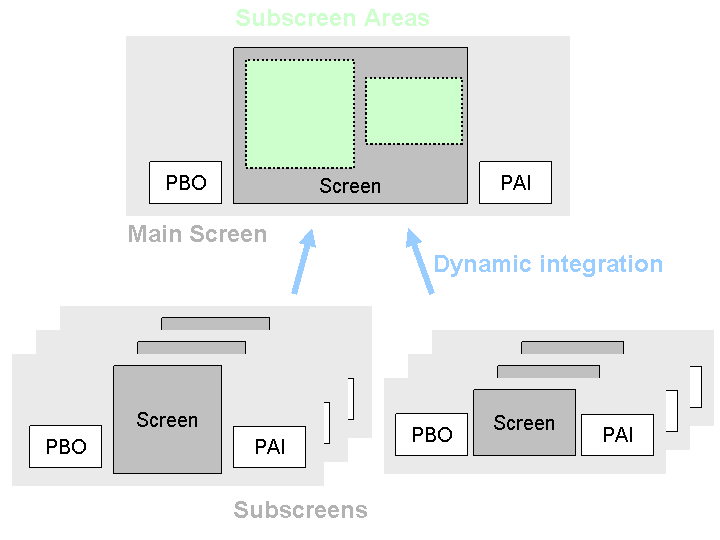 Subscreen Areas
PBO
Screen
PAI
Main Screen
Dynamic integration
Screen
PBO
PAI
Screen
PBO
PAI
Subscreens